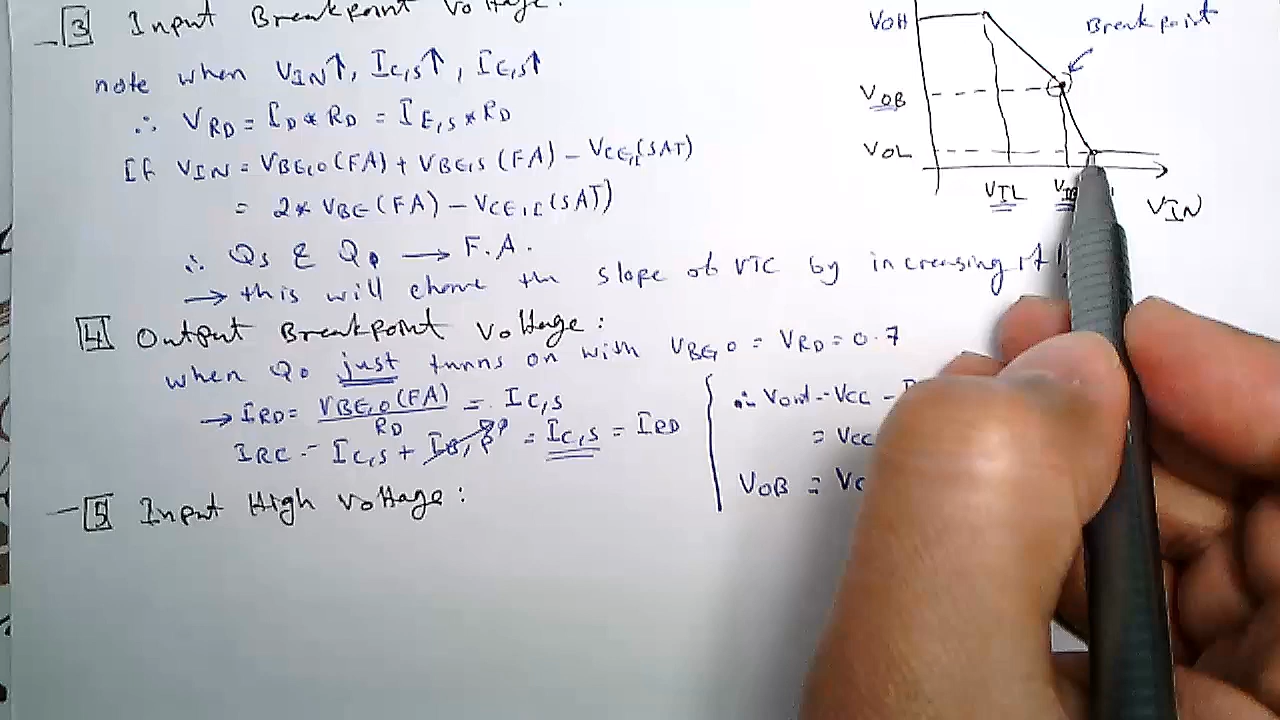 3 Input Breakpoint Voltage:
note when VIN↑, IC,S↑, IE,S↑
∴ VRD = ID * RD = IE,S * RD
If VIN = VBE,O (FA) + VBE,S (FA) - VCE,I (SAT)
= 2 * VBE (FA) - VCE,I (SAT)
∴ QS & QO → F.A.
→ this will change the slope of VTC by increasing it!
4 Output Breakpoint Voltage:
when QO just turns on with VBE,O = VRD = 0.7
→ IRD = VBE,O (FA) / RD = IC,S
IRC = IC,S + = IC,S = IRD
∴ Vout = VCC -
= VCC
VOB =
5 Input High Voltage:
VOH
Breakpoint
VOB
VOL
VIL
VIN